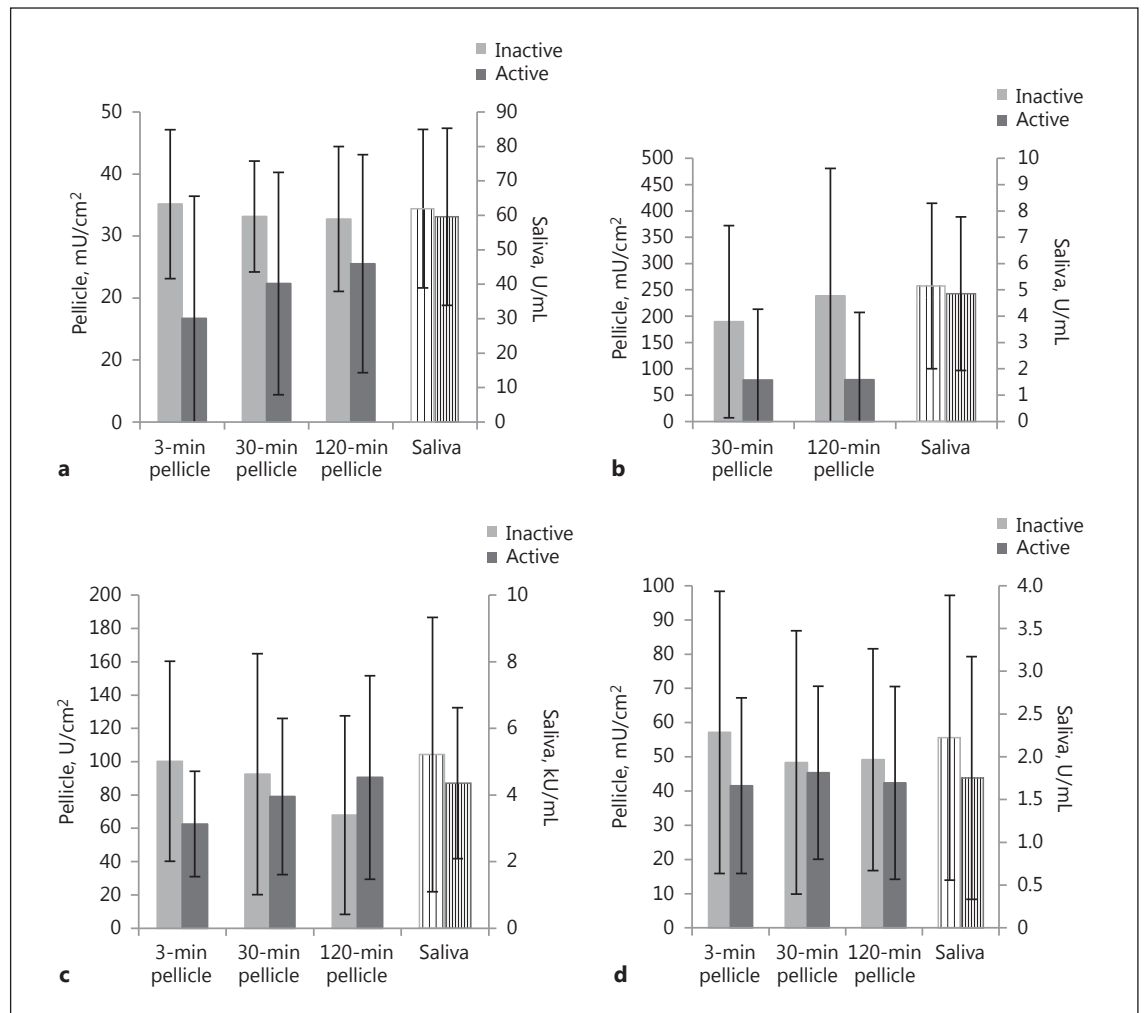 Inactive
Active
50
40
30
20
20
0
Pellicle, mU/cm²
90
80
70
60
50
40
30
20
10
0
Saliva, U/mL
3-min 30-min 120-min Saliva
pellicle pellicle pellicle
a
Inactive
Active
500
450
400
350
300
250
200
150
100
50
0
Pellicle, mU/cm²
10
9
8
7
6
5
4
3
2
1
0
Saliva, U/mL
30-min 120-min Saliva
pellicle pellicle
b
Inactive
Active
200
180
160
140
120
100
80
60
40
20
0
Pellicle, U/cm²
10
8
6
4
2
0
Saliva, kU/mL
3-min 30-min 120-min Saliva
pellicle pellicle pellicle
c
Inactive
Active
100
90
80
70
60
50
40
30
20
10
0
Pellicle, mU/cm²
4.0
3.5
3.0
2.5
2.0
1.5
1.0
0.5
0
Saliva, U/mL
3-min 30-min 120-min Saliva
pellicle pellicle pellicle
d